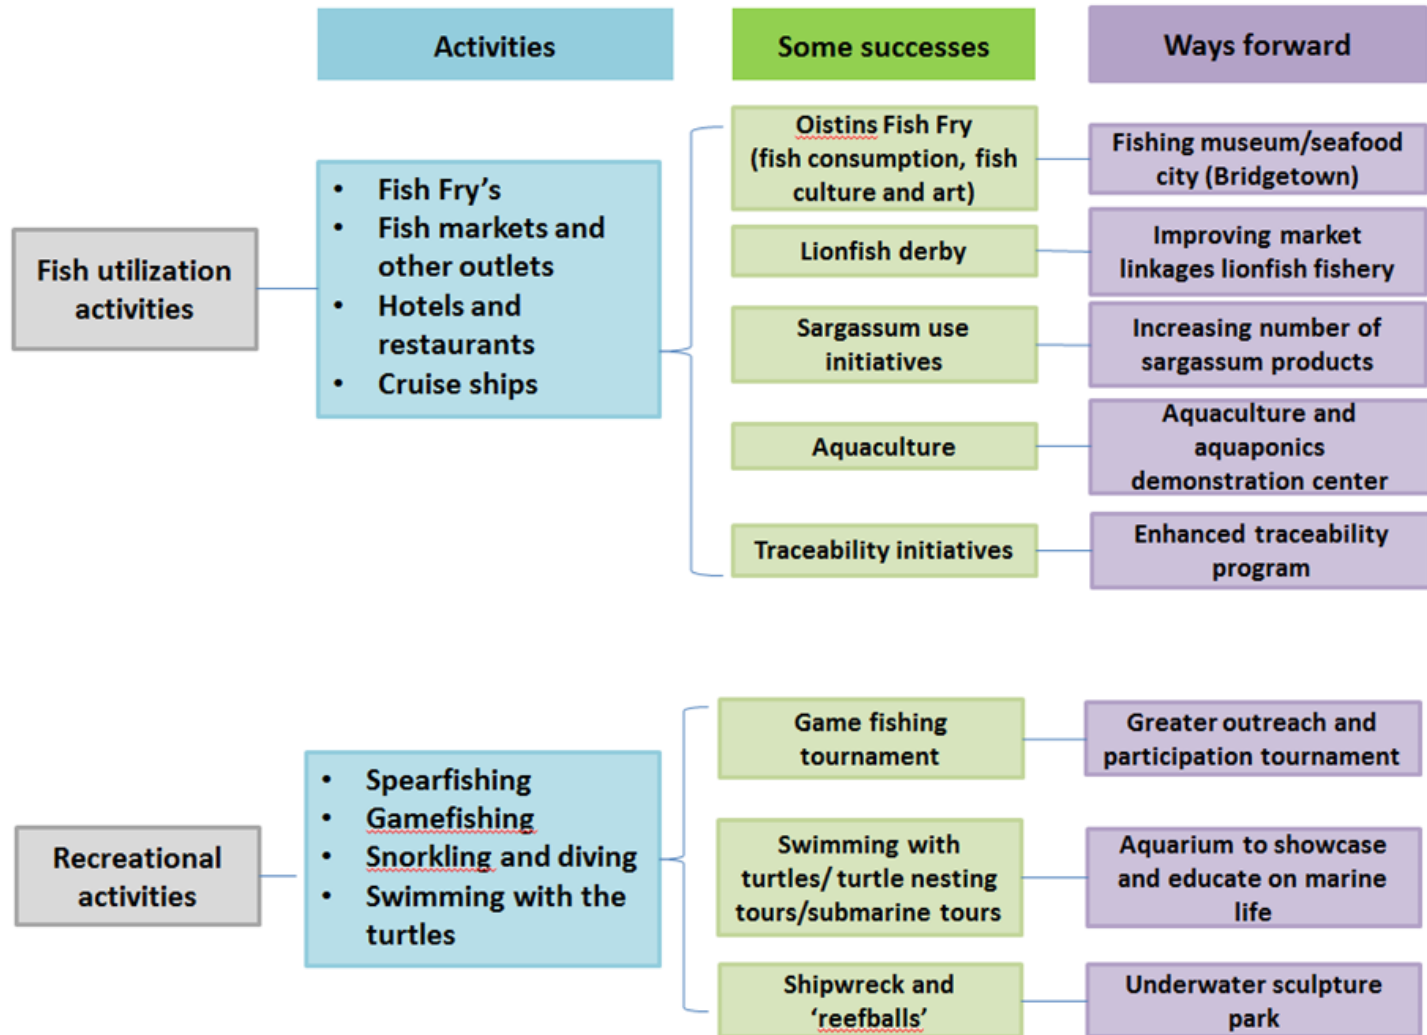 Activities
Some successes
Ways forward
Fish utilization
activities
• Fish Fry's
• Fish markets and
other outlets
• Hotels and
restaurants
• Cruise ships
Oistins Fish Fry
(fish consumption, fish
culture and art)
Fishing museum/seafood
city (Bridgetown)
Lionfish derby
Improving market
linkages lionfish fishery
Sargassum use
initiatives
Increasing number of
sargassum products
Aquaculture
Aquaculture and
aquaponics
demonstration center
Traceability initiatives
Enhanced traceability
program
Recreational
activities
• Spearfishing
• Gamefishing
• Snorkling and diving
• Swimming with the
turtles
Game fishing
tournament
Greater outreach and
participation tournament
Swimming with
turtles/ turtle nesting
tours/submarine tours
Aquarium to showcase
and educate on marine
life
Shipwreck and
‘reefballs’
Underwater sculpture
park